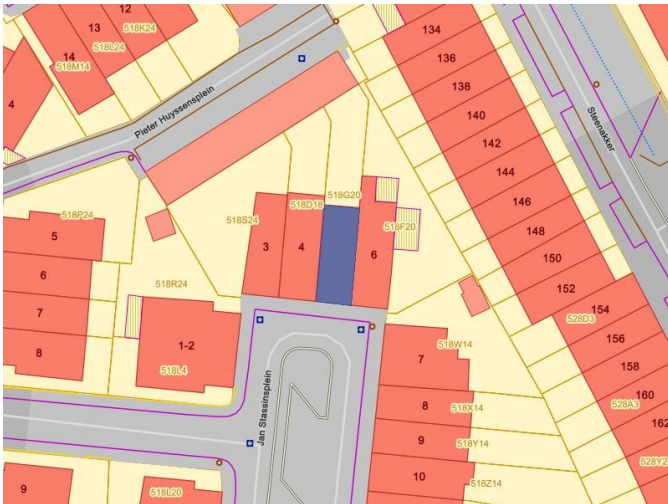 12
518K24
13
518L24
14
518M14
4
Pieter Huyssensplein
134
136
138
140
142
144
146
148
150
152
154
156
158
160
162
Steenakker
528D3
528A3
528Y2
518P24
5
6
7
8
518S24
518D18
518G20
518F20
3
4
6
518R24
1-2
518L4
Jan Stassinsplein
518W14
7
8
518X14
9
518Y14
10
518Z14
9
518L20